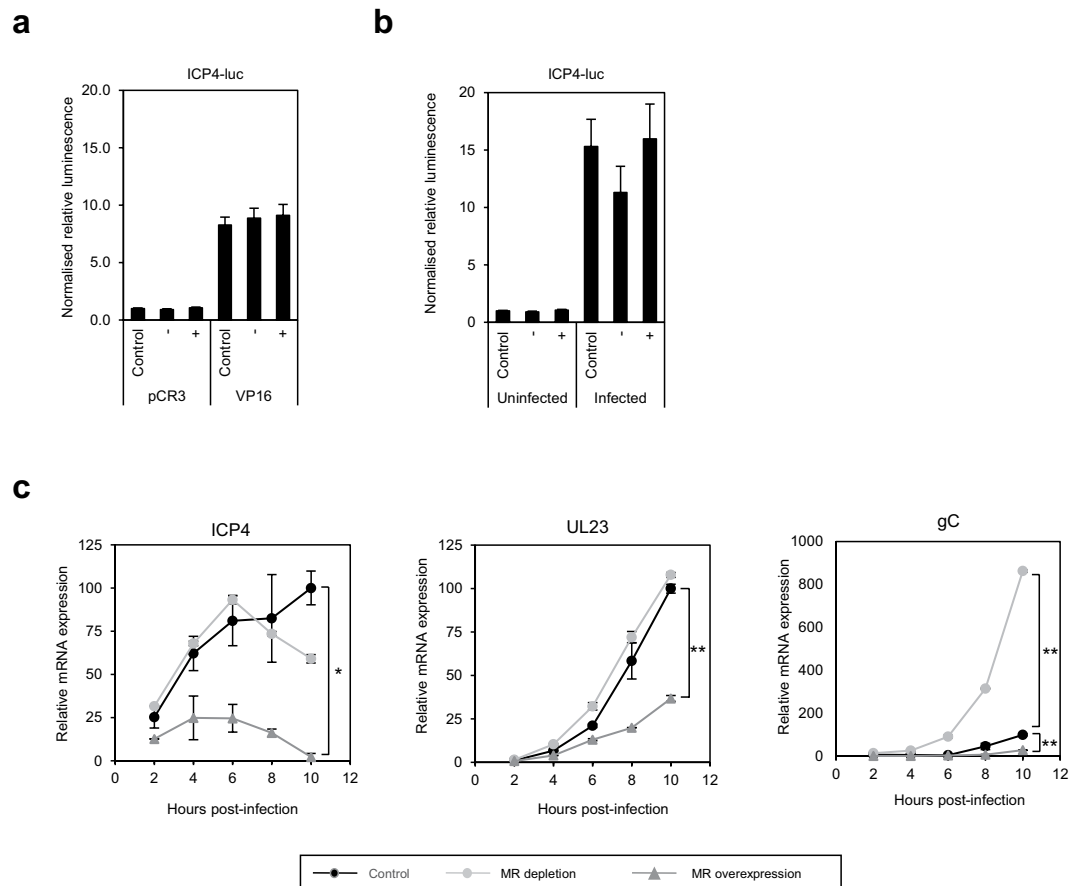 a
ICP4-luc
Normalised relative luminescence
20.0
15.0
10.0
5.0
0.0
Control
-
+
Control
-
+
pCR3
VP16
b
ICP4-luc
Normalised relative luminescence
20
15
10
5
0
Control
-
+
Control
-
+
Uninfected
Infected
c
ICP4
Relative mRNA expression
125
100
75
50
25
0
0 2 4 6 8 10 12
Hours post-infection
*
UL23
Relative mRNA expression
125
100
75
50
25
0
0 2 4 6 8 10 12
Hours post-infection
**
gC
Relative mRNA expression
1000
800
600
400
200
0
0 2 4 6 8 10 12
Hours post-infection
**
**
Control MR depletion MR overexpression